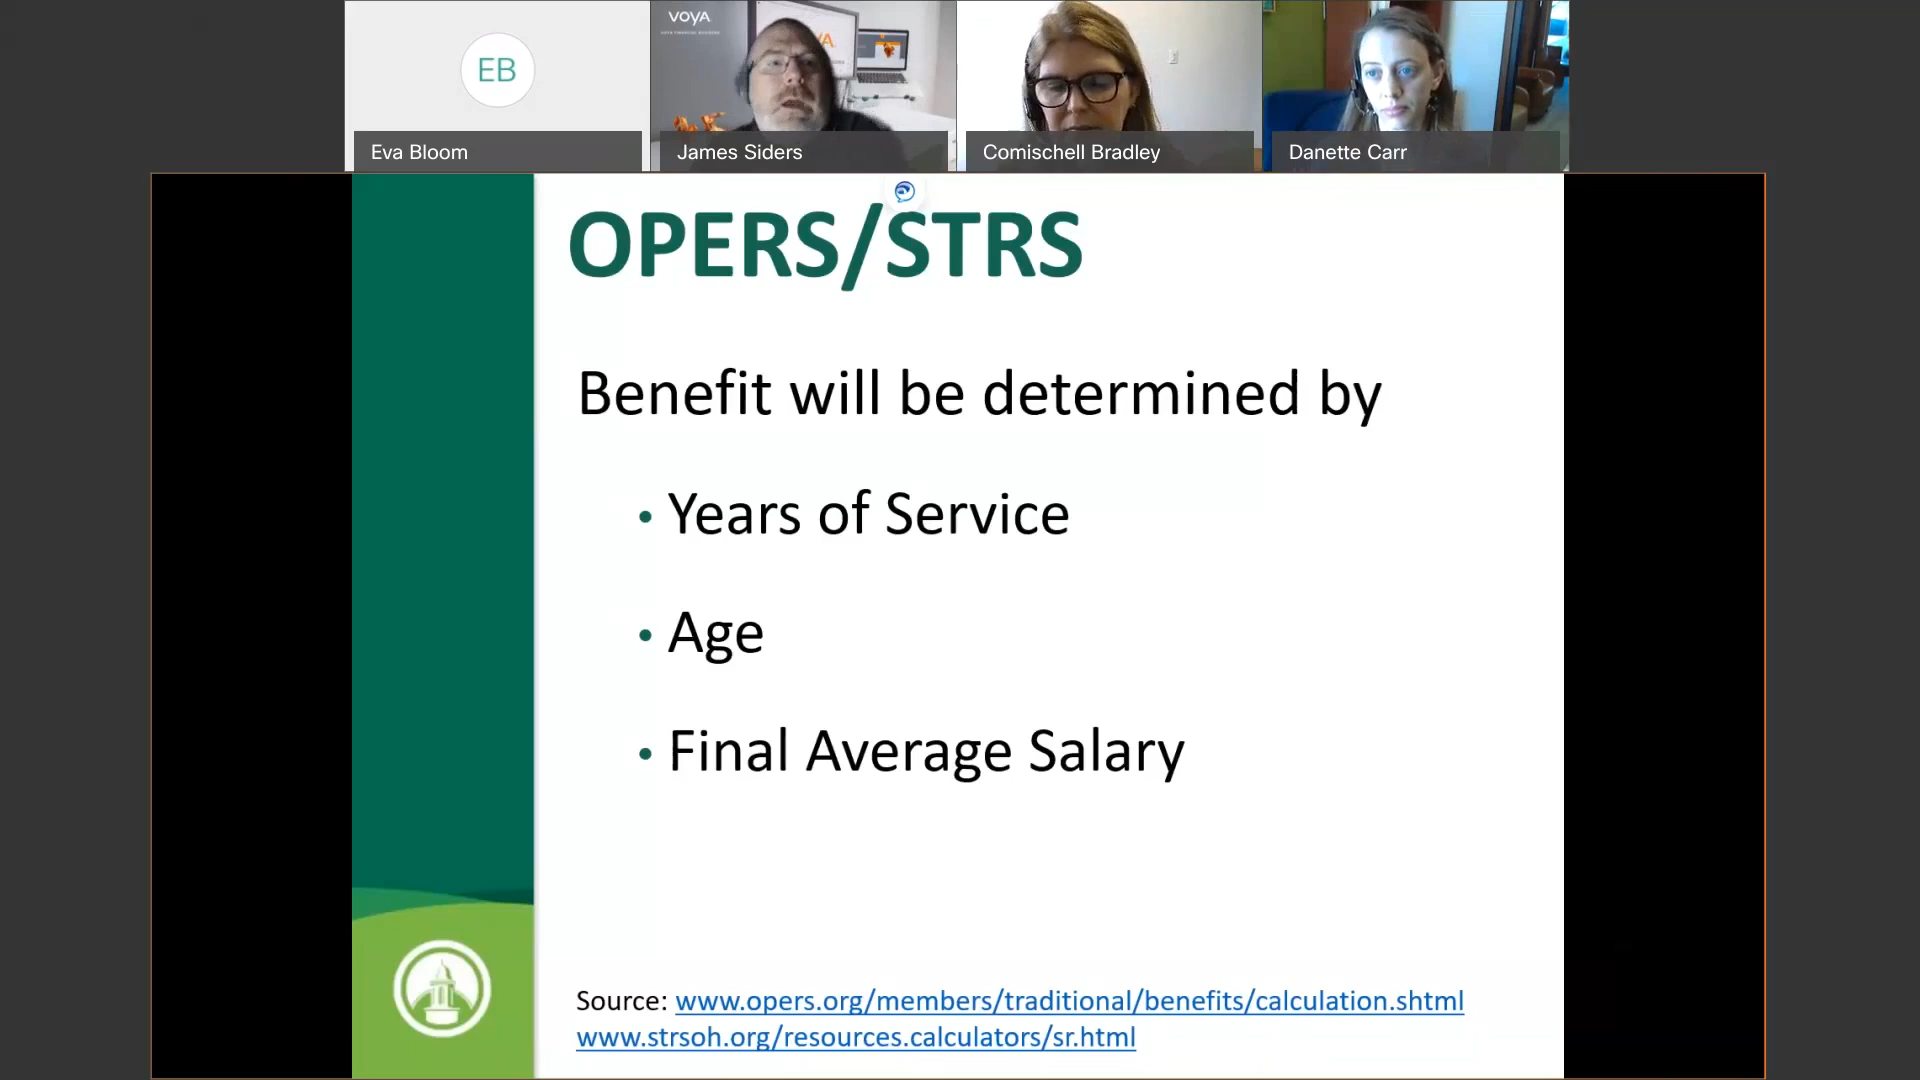 VOYA
EB
Eva Bloom
James Siders
Comischell Bradley
Danette Carr
OPERS/STRS
Benefit will be determined by
• Years of Service
• Age
• Final Average Salary
Source: www.opers.org/members/traditional/benefits/calculation.shtml
www.strsoh.org/resources.calculators/sr.html